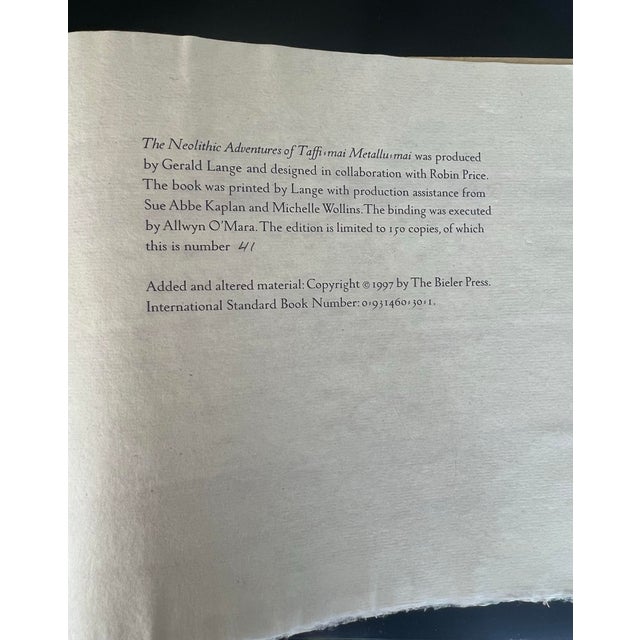 The Neolithic Adventures of Taffi-mai Metallu-mai was produced
by Gerald Lange and designed in collaboration with Robin Price.
The book was printed by Lange with production assistance from
Sue Abbe Kaplan and Michelle Wollins. The binding was executed
by Allwyn O'Mara. The edition is limited to 150 copies, of which
this is number 41
Added and altered material: Copyright © 1997 by The Bieler Press.
International Standard Book Number: 0-931460-30-1.